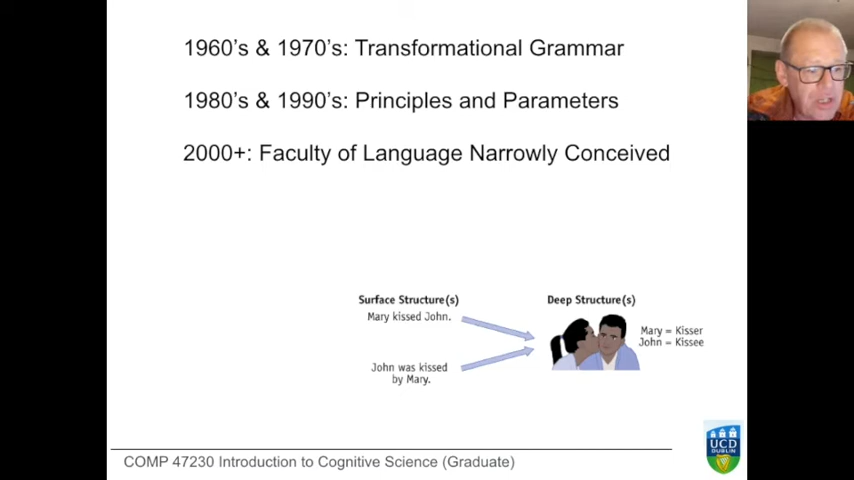 1960's & 1970's: Transformational Grammar
1980's & 1990's: Principles and Parameters
2000+: Faculty of Language Narrowly Conceived
Surface Structure(s)
Mary kissed John.
John was kissed
by Mary.
Deep Structure(s)
Mary = Kisser
John = Kissee
COMP 47230 Introduction to Cognitive Science (Graduate)
UCD
DUBLIN